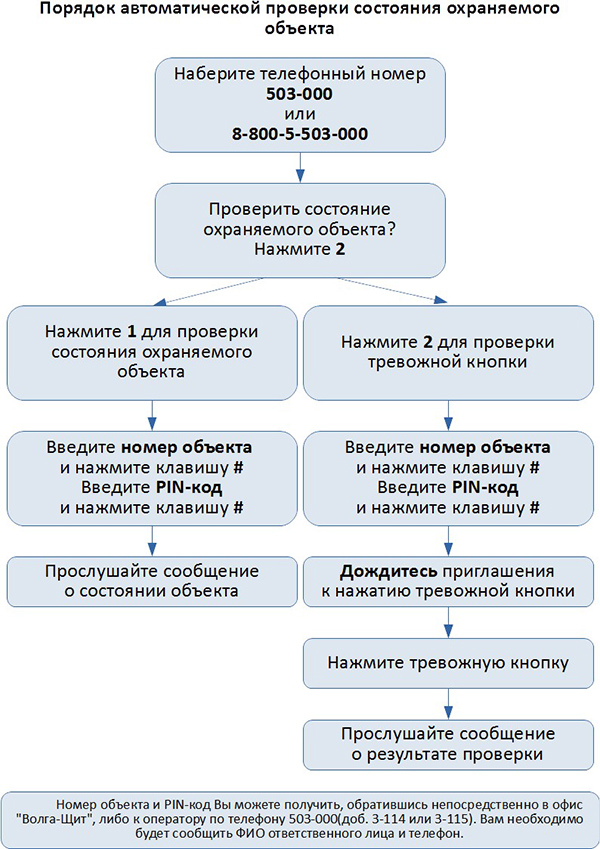 Порядок автоматической проверки состояния охраняемого
объекта
Наберите телефонный номер
503-000
или
8-800-5-503-000
Проверить состояние
охраняемого объекта?
Нажмите 2
Нажмите 1 для проверки
состояния охраняемого
объекта
Нажмите 2 для проверки
тревожной кнопки
Введите номер объекта
и нажмите клавишу #
Введите PIN-код
и нажмите клавишу #
Введите номер объекта
и нажмите клавишу #
Введите PIN-код
и нажмите клавишу #
Прослушайте сообщение
о состоянии объекта
Дождитесь приглашения
к нажатию тревожной кнопки
Нажмите тревожную кнопку
Прослушайте сообщение
о результате проверки
Номер объекта и PIN-код Вы можете получить, обратившись непосредственно в офис
"Волга-Щит", либо к оператору по телефону 503-000(доб. 3-114 или 3-115). Вам необходимо
будет сообщить ФИО ответственного лица и телефон.